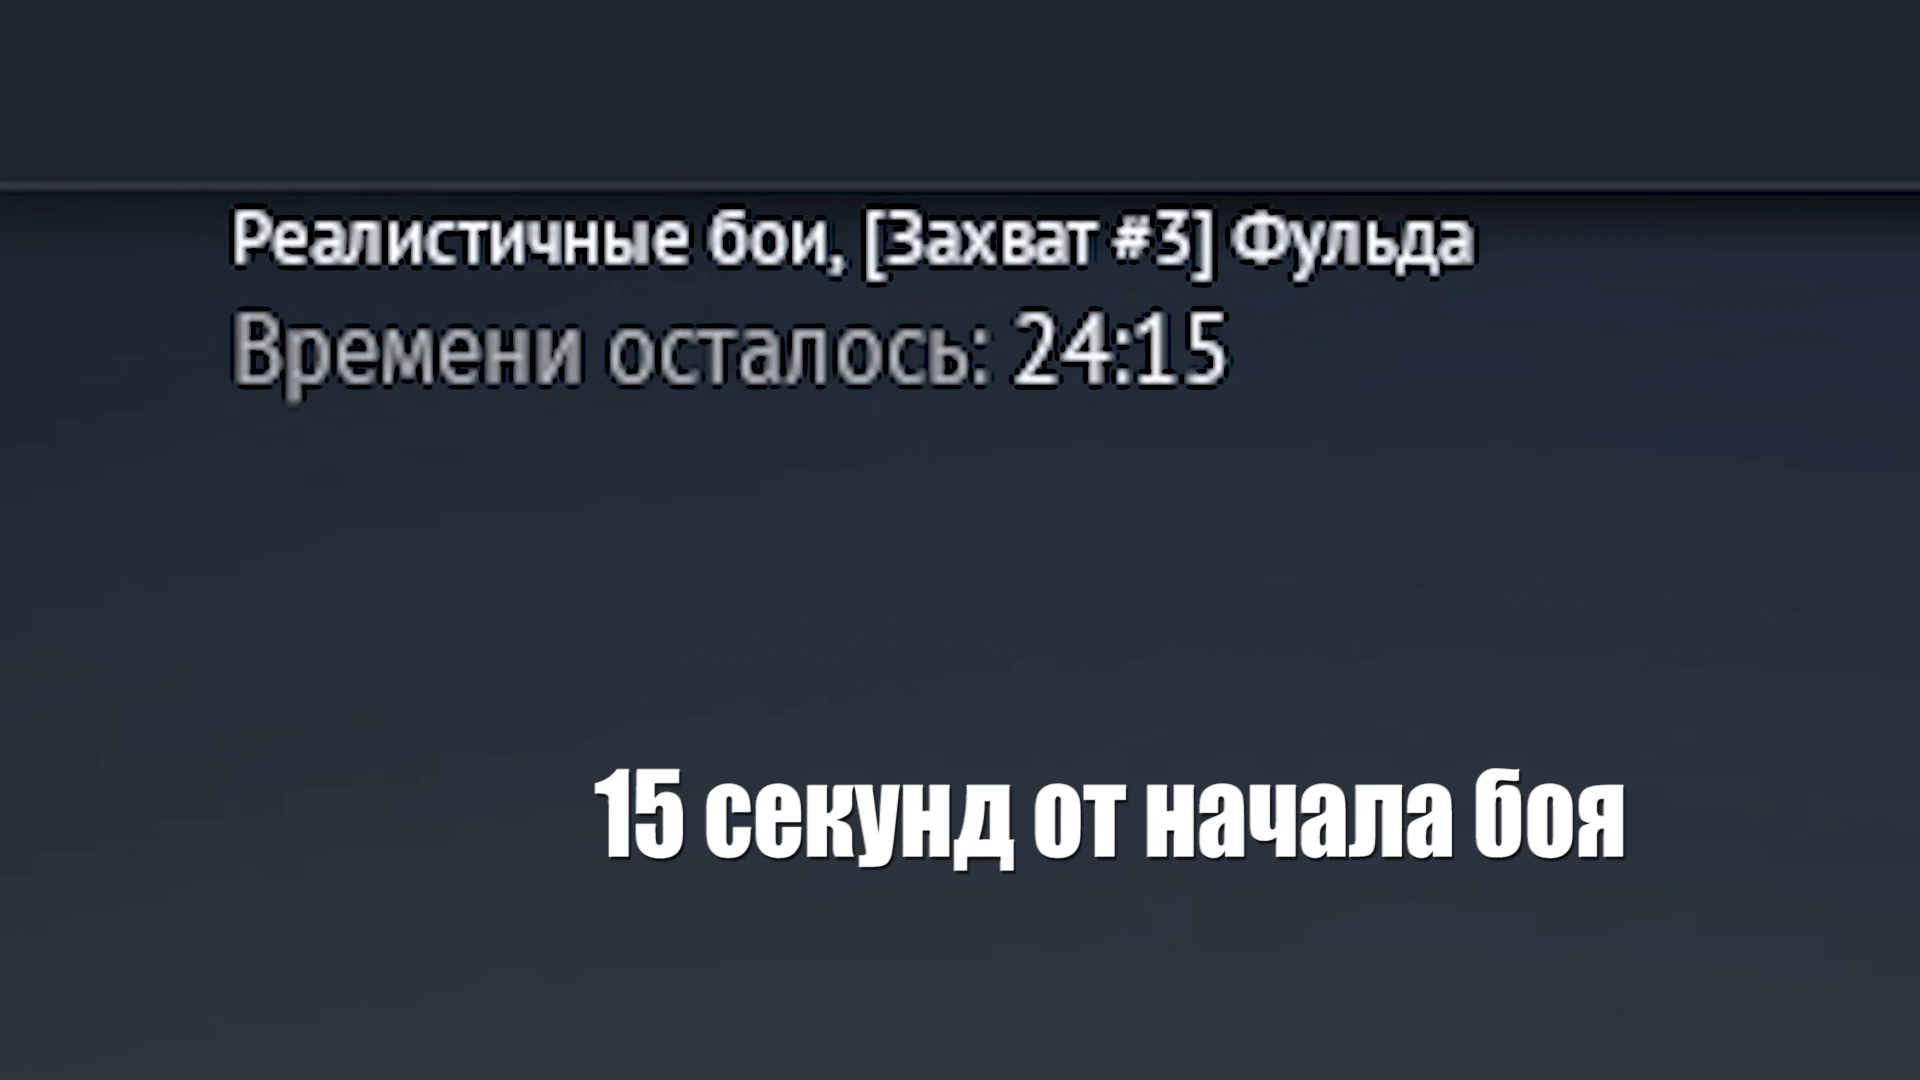 Реалистичные бои, [Захват #3] Фульда
Времени осталось: 24:15
15 секунд от начала боя